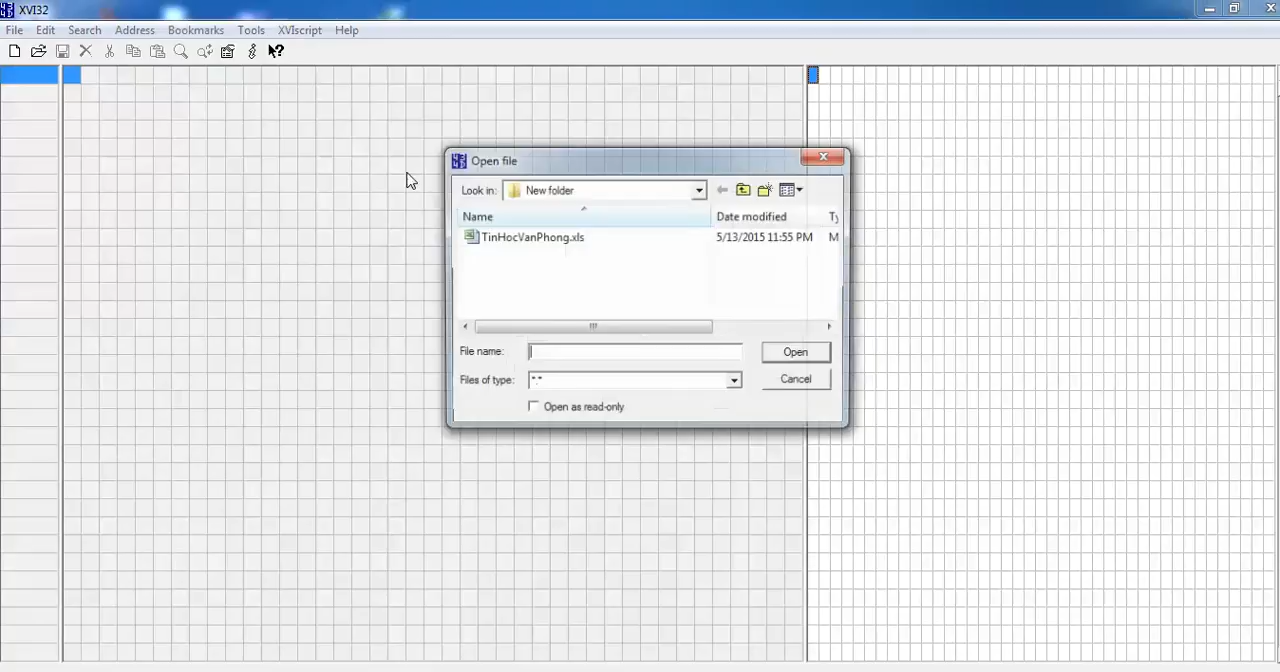 XVI32
File Edit Search Address Bookmarks Tools XVIscript Help
Open file
Look in: New folder
Name Date modified Ty
TinHocVanPhong.xls 5/13/2015 11:55 PM M
File name: Open
Files of type: *.* Cancel
Open as read-only